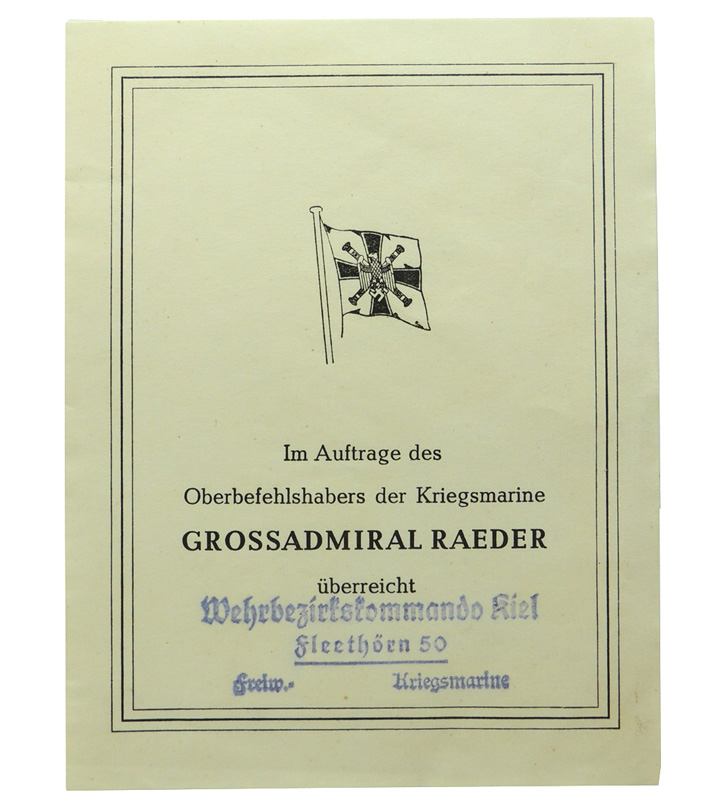 Im Auftrage des
Oberbefehlshabers der Kriegsmarine
GROSSADMIRAL RAEDER
überreicht
Wehrbezirkskommando Kiel
Fleethörn 50
Freiw.- Kriegsmarine